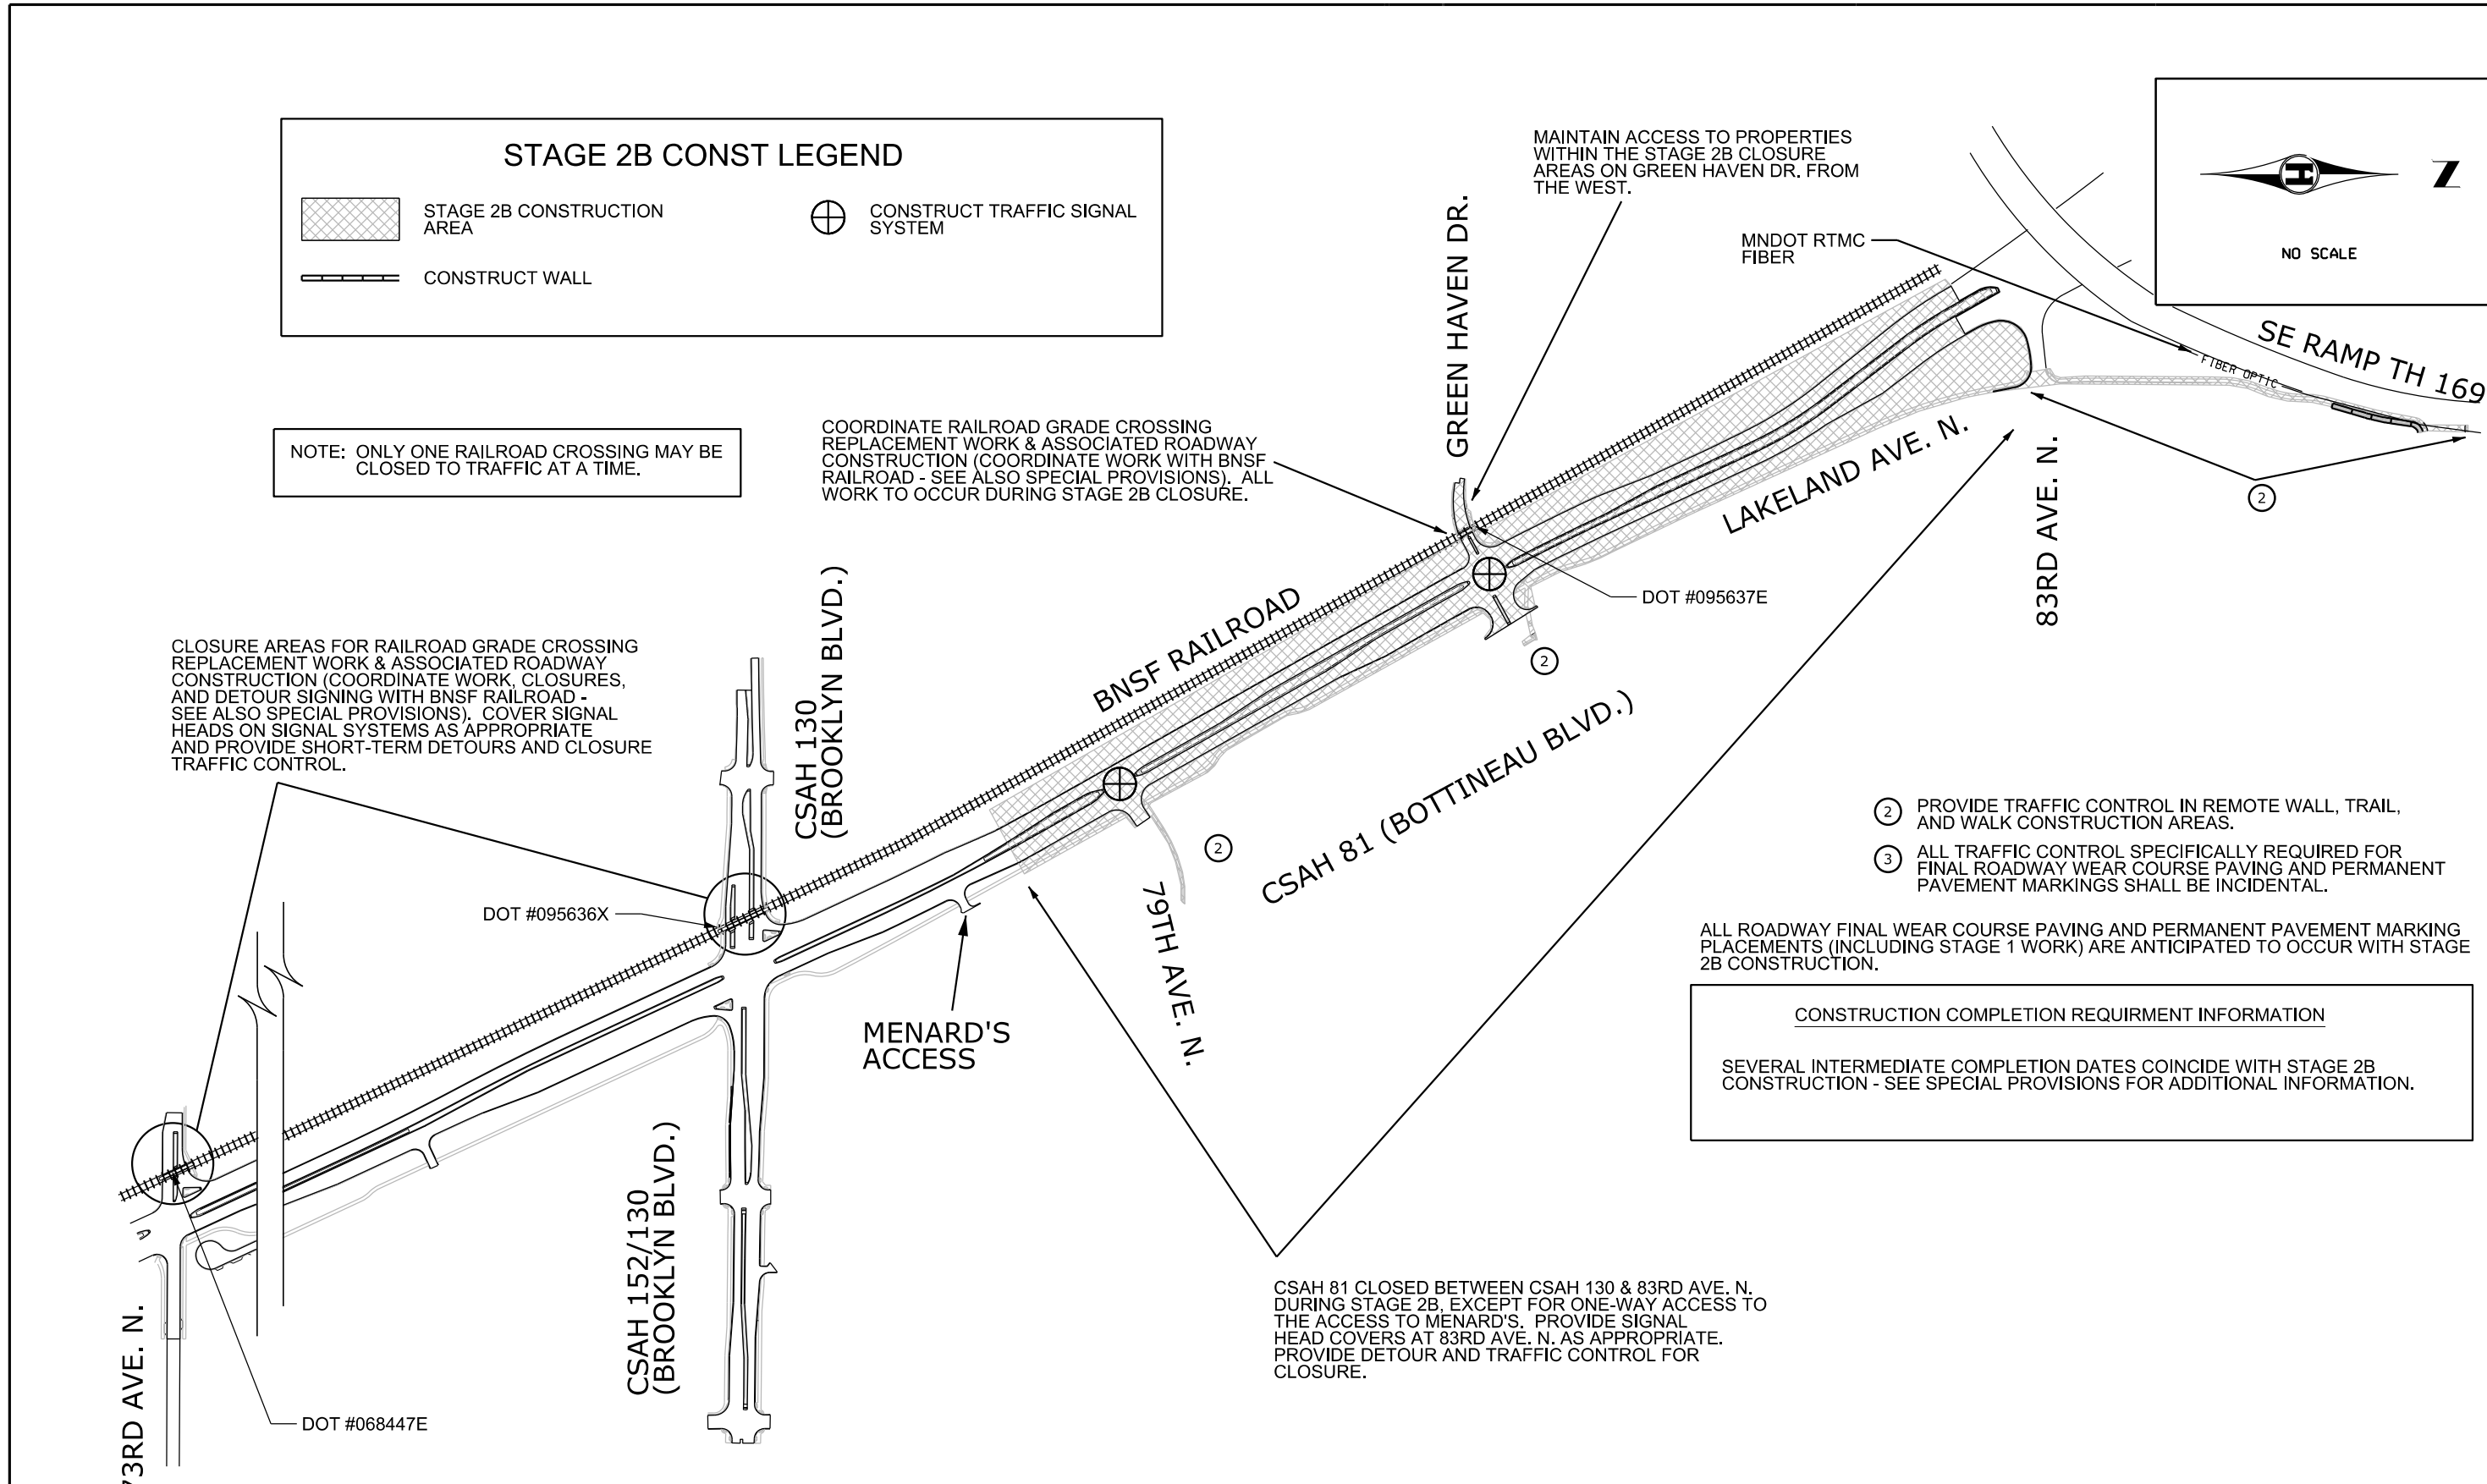 STAGE 2B CONST LEGEND
STAGE 2B CONSTRUCTION
AREA
CONSTRUCT TRAFFIC SIGNAL
SYSTEM
CONSTRUCT WALL
NOTE: ONLY ONE RAILROAD CROSSING MAY BE
CLOSED TO TRAFFIC AT A TIME.
COORDINATE RAILROAD GRADE CROSSING
REPLACEMENT WORK & ASSOCIATED ROADWAY
CONSTRUCTION (COORDINATE WORK WITH BNSF
RAILROAD - SEE ALSO SPECIAL PROVISIONS). ALL
WORK TO OCCUR DURING STAGE 2B CLOSURE.
MAINTAIN ACCESS TO PROPERTIES
WITHIN THE STAGE 2B CLOSURE
AREAS ON GREEN HAVEN DR. FROM
THE WEST.
GREEN HAVEN DR.
MNDOT RTMC
FIBER
H
Z
NO SCALE
SE RAMP TH 169
FIBER OPTIC
LAKELAND AVE. N.
83RD AVE. N.
2
DOT #095637E
2
BNSF RAILROAD
CSAH 81 (BOTTINEAU BLVD.)
CLOSURE AREAS FOR RAILROAD GRADE CROSSING
REPLACEMENT WORK & ASSOCIATED ROADWAY
CONSTRUCTION (COORDINATE WORK, CLOSURES,
AND DETOUR SIGNING WITH BNSF RAILROAD -
SEE ALSO SPECIAL PROVISIONS). COVER SIGNAL
HEADS ON SIGNAL SYSTEMS AS APPROPRIATE
AND PROVIDE SHORT-TERM DETOURS AND CLOSURE
TRAFFIC CONTROL.
CSAH 130
(BROOKLYN BLVD.)
DOT #095636X
2
79TH AVE. N.
MENARD'S
ACCESS
2 PROVIDE TRAFFIC CONTROL IN REMOTE WALL, TRAIL,
AND WALK CONSTRUCTION AREAS.
3 ALL TRAFFIC CONTROL SPECIFICALLY REQUIRED FOR
FINAL ROADWAY WEAR COURSE PAVING AND PERMANENT
PAVEMENT MARKINGS SHALL BE INCIDENTAL.
ALL ROADWAY FINAL WEAR COURSE PAVING AND PERMANENT PAVEMENT MARKING
PLACEMENTS (INCLUDING STAGE 1 WORK) ARE ANTICIPATED TO OCCUR WITH STAGE
2B CONSTRUCTION.
CONSTRUCTION COMPLETION REQUIRMENT INFORMATION
SEVERAL INTERMEDIATE COMPLETION DATES COINCIDE WITH STAGE 2B
CONSTRUCTION - SEE SPECIAL PROVISIONS FOR ADDITIONAL INFORMATION.
CSAH 152/130
(BROOKLYN BLVD.)
73RD AVE. N.
DOT #068447E
CSAH 81 CLOSED BETWEEN CSAH 130 & 83RD AVE. N.
DURING STAGE 2B, EXCEPT FOR ONE-WAY ACCESS TO
THE ACCESS TO MENARD'S. PROVIDE SIGNAL
HEAD COVERS AT 83RD AVE. N. AS APPROPRIATE.
PROVIDE DETOUR AND TRAFFIC CONTROL FOR
CLOSURE.